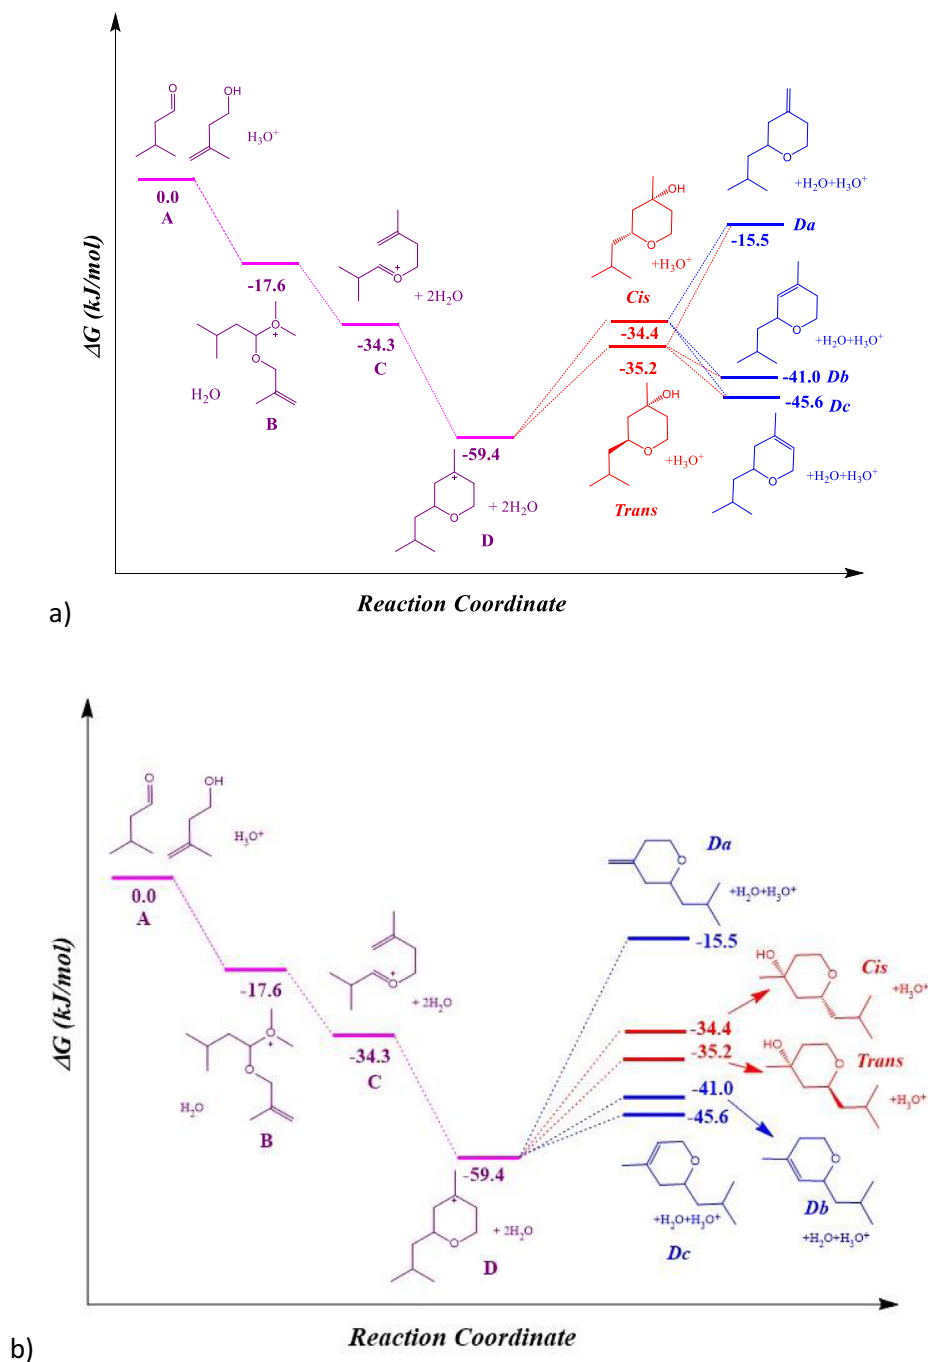 O
OH
H₃O⁺
0.0
A
-17.6
O
+
O
H₂O
B
+
O
+ 2H₂O
-34.3
C
-59.4
+
O
+ 2H₂O
D
OH
O
+H₃O⁺
Cis
-34.4
-35.2
OH
O
+H₃O⁺
Trans
O
+H₂O+H₃O⁺
Da
-15.5
O
+H₂O+H₃O⁺
-41.0 Db
-45.6 Dc
O
+H₂O+H₃O⁺
ΔG (kJ/mol)
Reaction Coordinate
a)
O
OH
H₃O⁺
0.0
A
-17.6
O
+
O
H₂O
B
+
O
+ 2H₂O
-34.3
C
-59.4
+
O
+ 2H₂O
D
Da
O
+H₂O+H₃O⁺
-15.5
Cis
HO
O
+H₃O⁺
-34.4
-35.2
Trans
HO
O
+H₃O⁺
-41.0
-45.6
O
+H₂O+H₃O⁺
Dc
O
Db
+H₂O+H₃O⁺
ΔG (kJ/mol)
Reaction Coordinate
b)